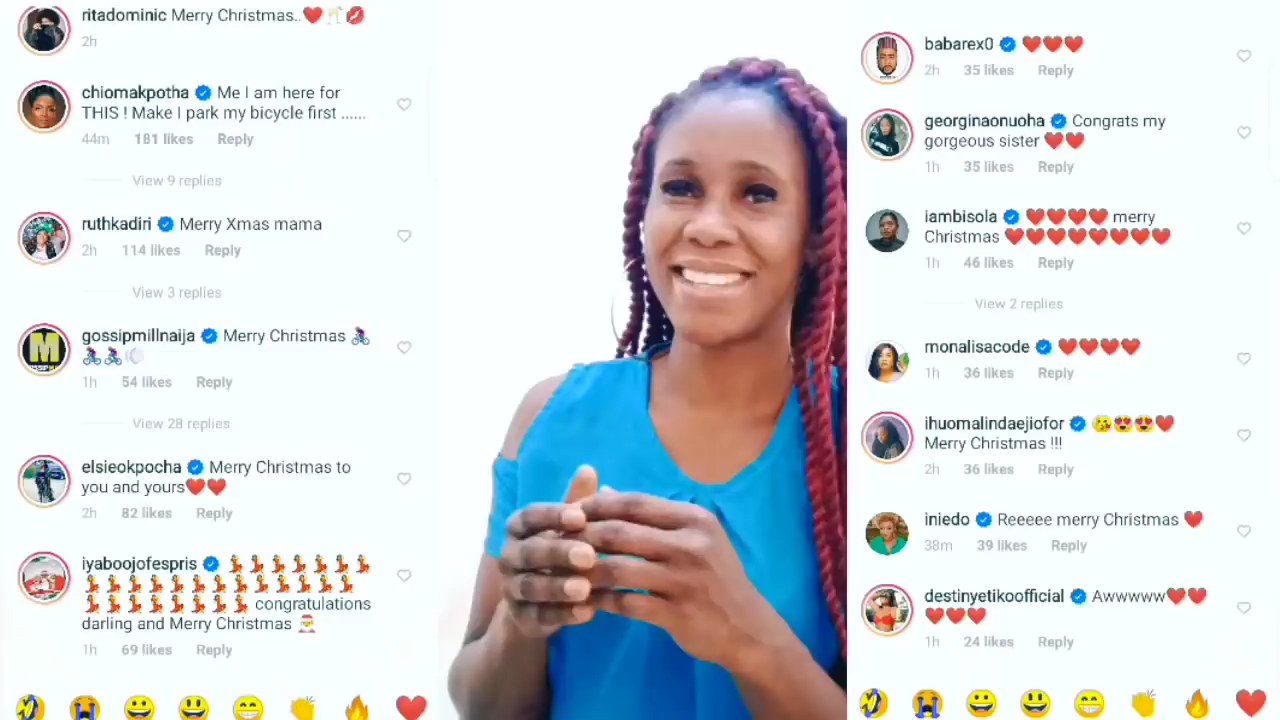 ritadominic Merry Christmas..❤️🥂💋
2h
chiomakpotha Me I am here for
THIS ! Make I park my bicycle first ......
44m 181 likes Reply
View 9 replies
ruthkadiri Merry Xmas mama
2h 114 likes Reply
View 3 replies
gossipmillnaija Merry Christmas 🚴🏿‍♀️
🚴🏿‍♀️🚴🏿‍♀️💨
1h 54 likes Reply
View 28 replies
elsieokpocha Merry Christmas to
you and yours❤️❤️
2h 82 likes Reply
iyaboojofespris 💃💃💃💃💃💃💃
💃💃💃💃💃💃💃💃💃💃💃💃💃
💃💃💃💃💃💃💃💃 congratulations
darling and Merry Christmas 🎅
1h 69 likes Reply
babarex0 ❤️❤️❤️
2h 35 likes Reply
georginaonuoha Congrats my
gorgeous sister ❤️❤️
1h 35 likes Reply
iambisola ❤️❤️❤️❤️ merry
Christmas ❤️❤️❤️❤️❤️❤️❤️❤️
1h 46 likes Reply
View 2 replies
monalisacode ❤️❤️❤️❤️
1h 36 likes Reply
ihuomalindaejiofor 😘😍😍❤️
Merry Christmas !!!
2h 36 likes Reply
iniedo Reeeee merry Christmas ❤️
38m 39 likes Reply
destinyetikoofficial Awwwww❤️❤️
❤️❤️❤️
1h 24 likes Reply